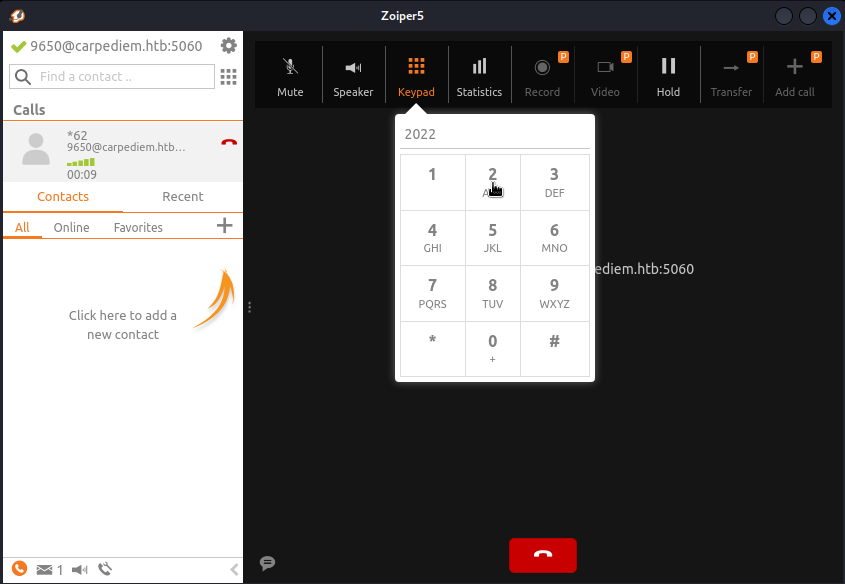 Zoiper5
9650@carpediem.htb:5060
Find a contact ..
Calls
*62
9650@carpediem.htb...
00:09
Contacts Recent
All Online Favorites
Click here to add a
new contact
1
Mute Speaker Keypad Statistics Record Video Hold Transfer Add call
P P P P
2022
1 2 3
DEF
4 5 6
GHI JKL MNO
7 8 9
PQRS TUV WXYZ
* 0 #
+
ediem.htb:5060